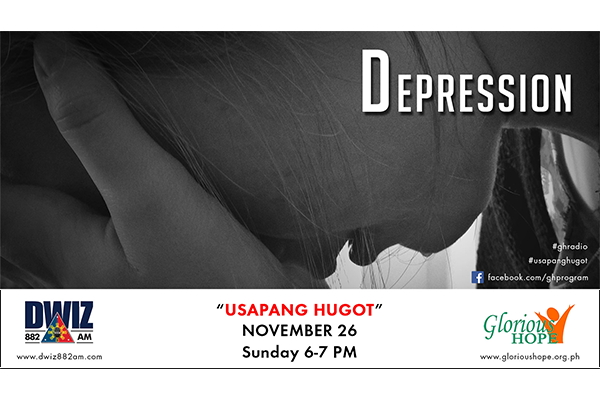 DEPRESSION
#ghradio
#usapanghugot
facebook.com/ghprogram
DWIZ
882 AM
www.dwiz882am.com
“USAPANG HUGOT”
NOVEMBER 26
Sunday 6-7 PM
Glorious
HOPE
www.glorioushope.org.ph